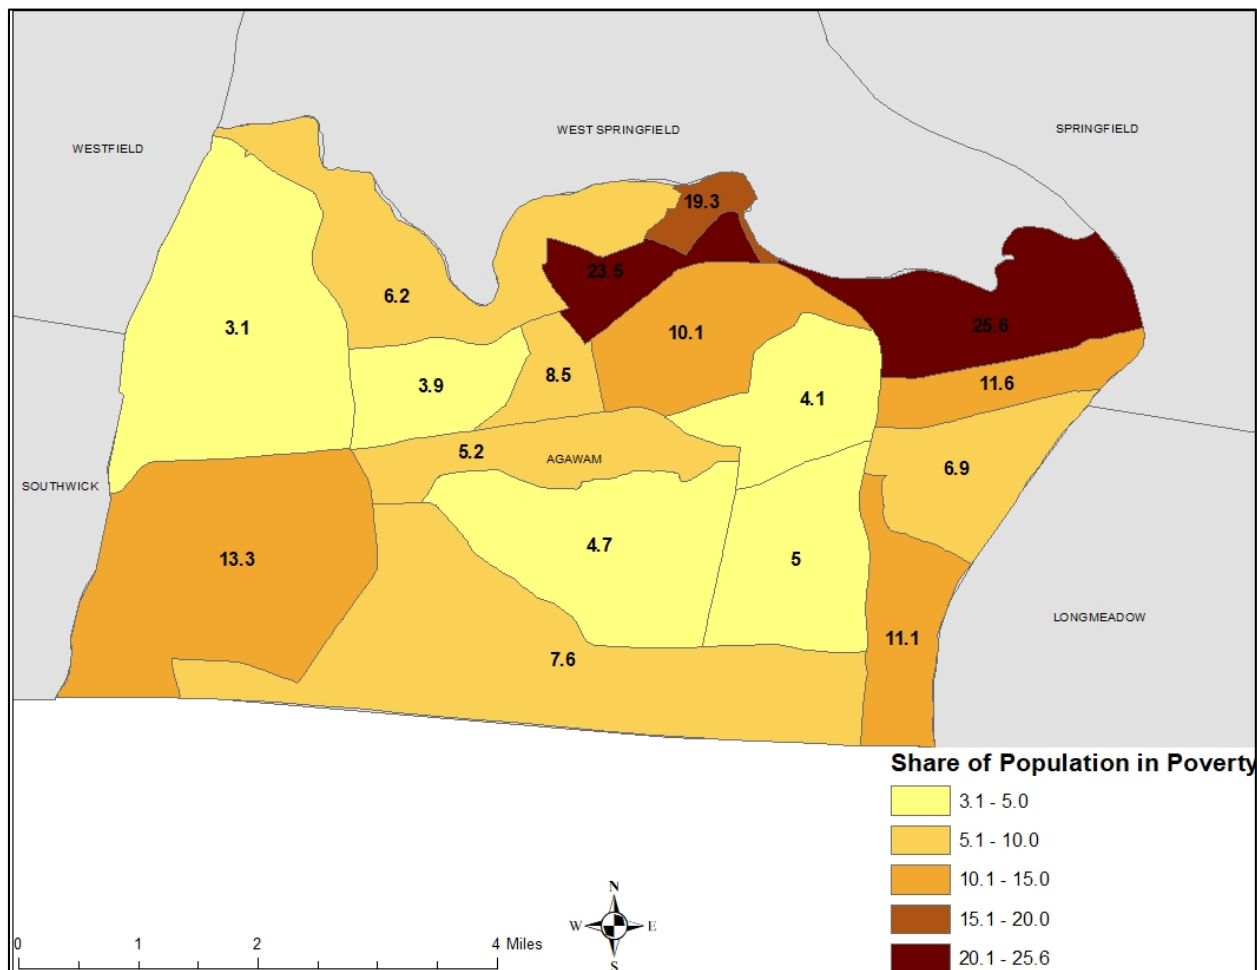 WESTFIELD
WEST SPRINGFIELD
SPRINGFIELD
19.3
23.5
6.2
3.1
10.1
25.6
3.9
8.5
4.1
11.6
5.2
AGAWAM
6.9
SOUTHWICK
13.3
4.7
5
LONGMEADOW
11.1
7.6
Share of Population in Poverty
3.1 - 5.0
5.1 - 10.0
10.1 - 15.0
15.1 - 20.0
20.1 - 25.6
N
W E
S
0 1 2 4 Miles